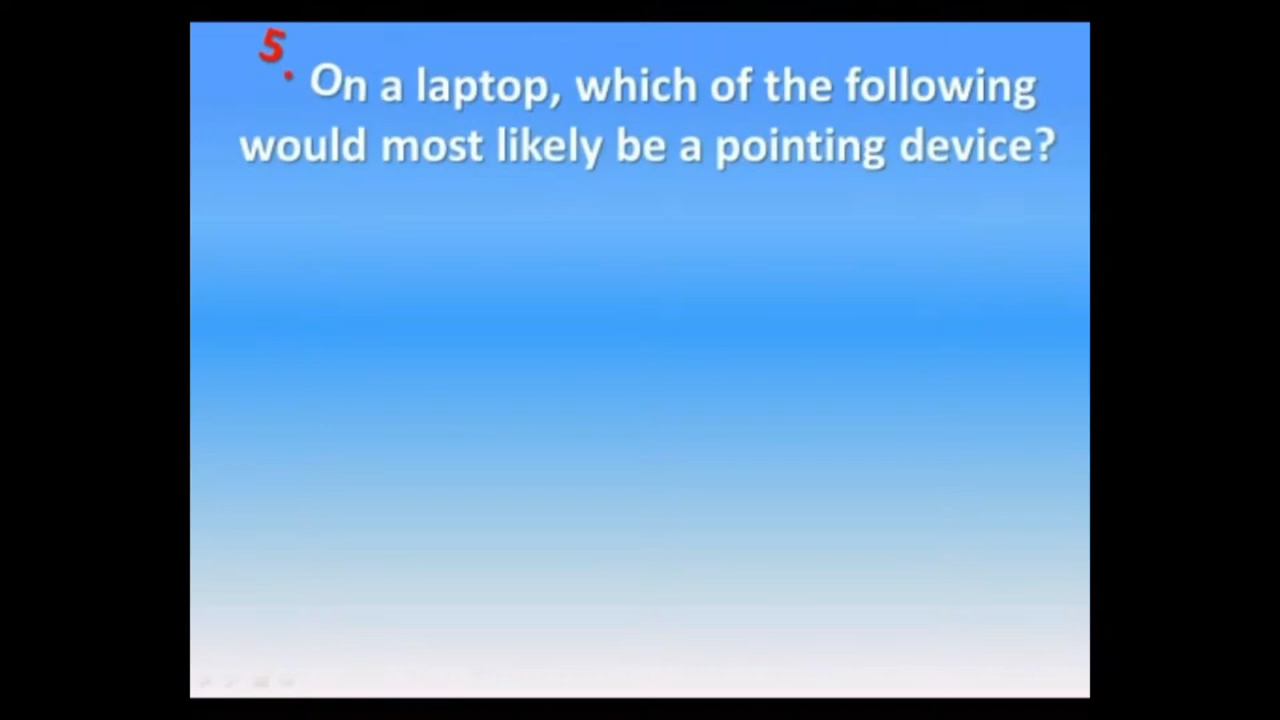 5.
On a laptop, which of the following
would most likely be a pointing device?